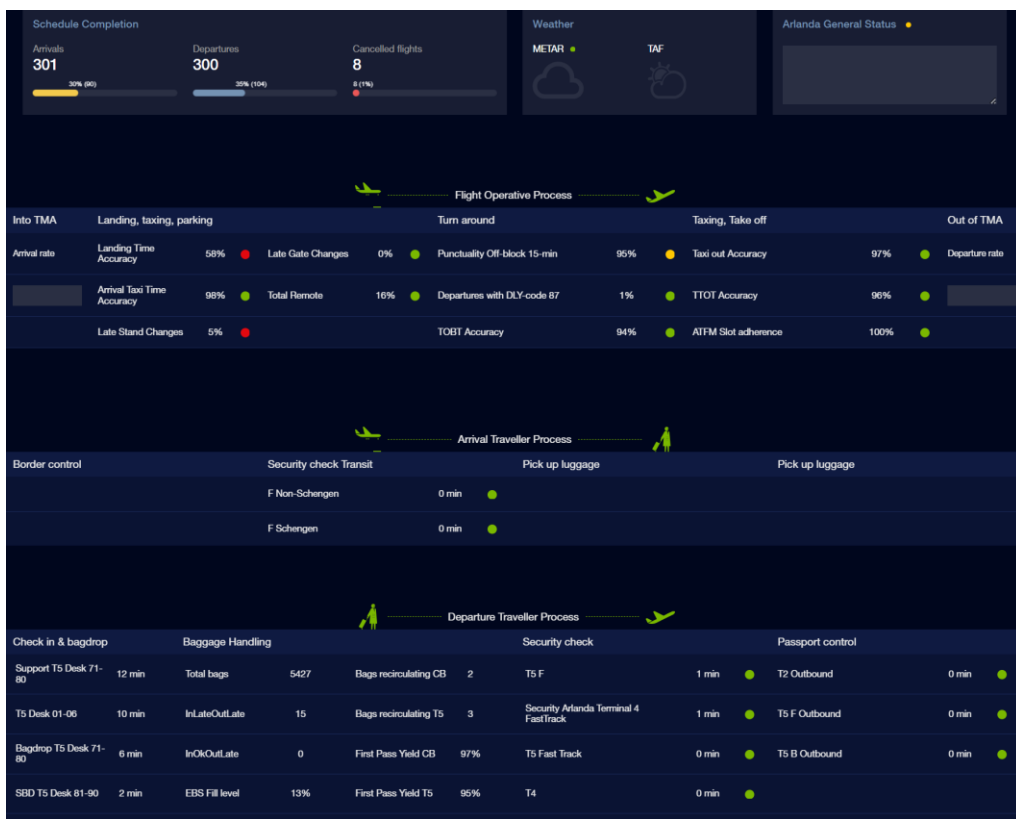 Schedule Completion
Weather
Arlanda General Status
Arrivals
Departures
Cancelled flights
METAR
TAF
301
300
8
30% (90)
35% (104)
8 (1%)
Flight Operative Process
Into TMA
Landing, taxing, parking
Turn around
Taxing, Take off
Out of TMA
Arrival rate
Landing Time
Accuracy
58%
Late Gate Changes
0%
Punctuality Off-block 15-min
95%
Taxi out Accuracy
97%
Departure rate
Arrival Taxi Time
Accuracy
98%
Total Remote
16%
Departures with DLY-code 87
1%
TTOT Accuracy
96%
Late Stand Changes
5%
TOBT Accuracy
94%
ATFM Slot adherence
100%
Arrival Traveller Process
Border control
Security check Transit
Pick up luggage
Pick up luggage
F Non-Schengen
0 min
F Schengen
0 min
Departure Traveller Process
Check in & bagdrop
Baggage Handling
Security check
Passport control
Support T5 Desk 71-
80
12 min
Total bags
5427
Bags recirculating CB
2
T5 F
1 min
T2 Outbound
0 min
T5 Desk 01-06
10 min
InLateOutLate
15
Bags recirculating T5
3
Security Arlanda Terminal 4
FastTrack
1 min
T5 F Outbound
0 min
Bagdrop T5 Desk 71-
80
6 min
InOkOutLate
0
First Pass Yield CB
97%
T5 Fast Track
0 min
T5 B Outbound
0 min
SBD T5 Desk 81-90
2 min
EBS Fill level
13%
First Pass Yield T5
95%
T4
0 min